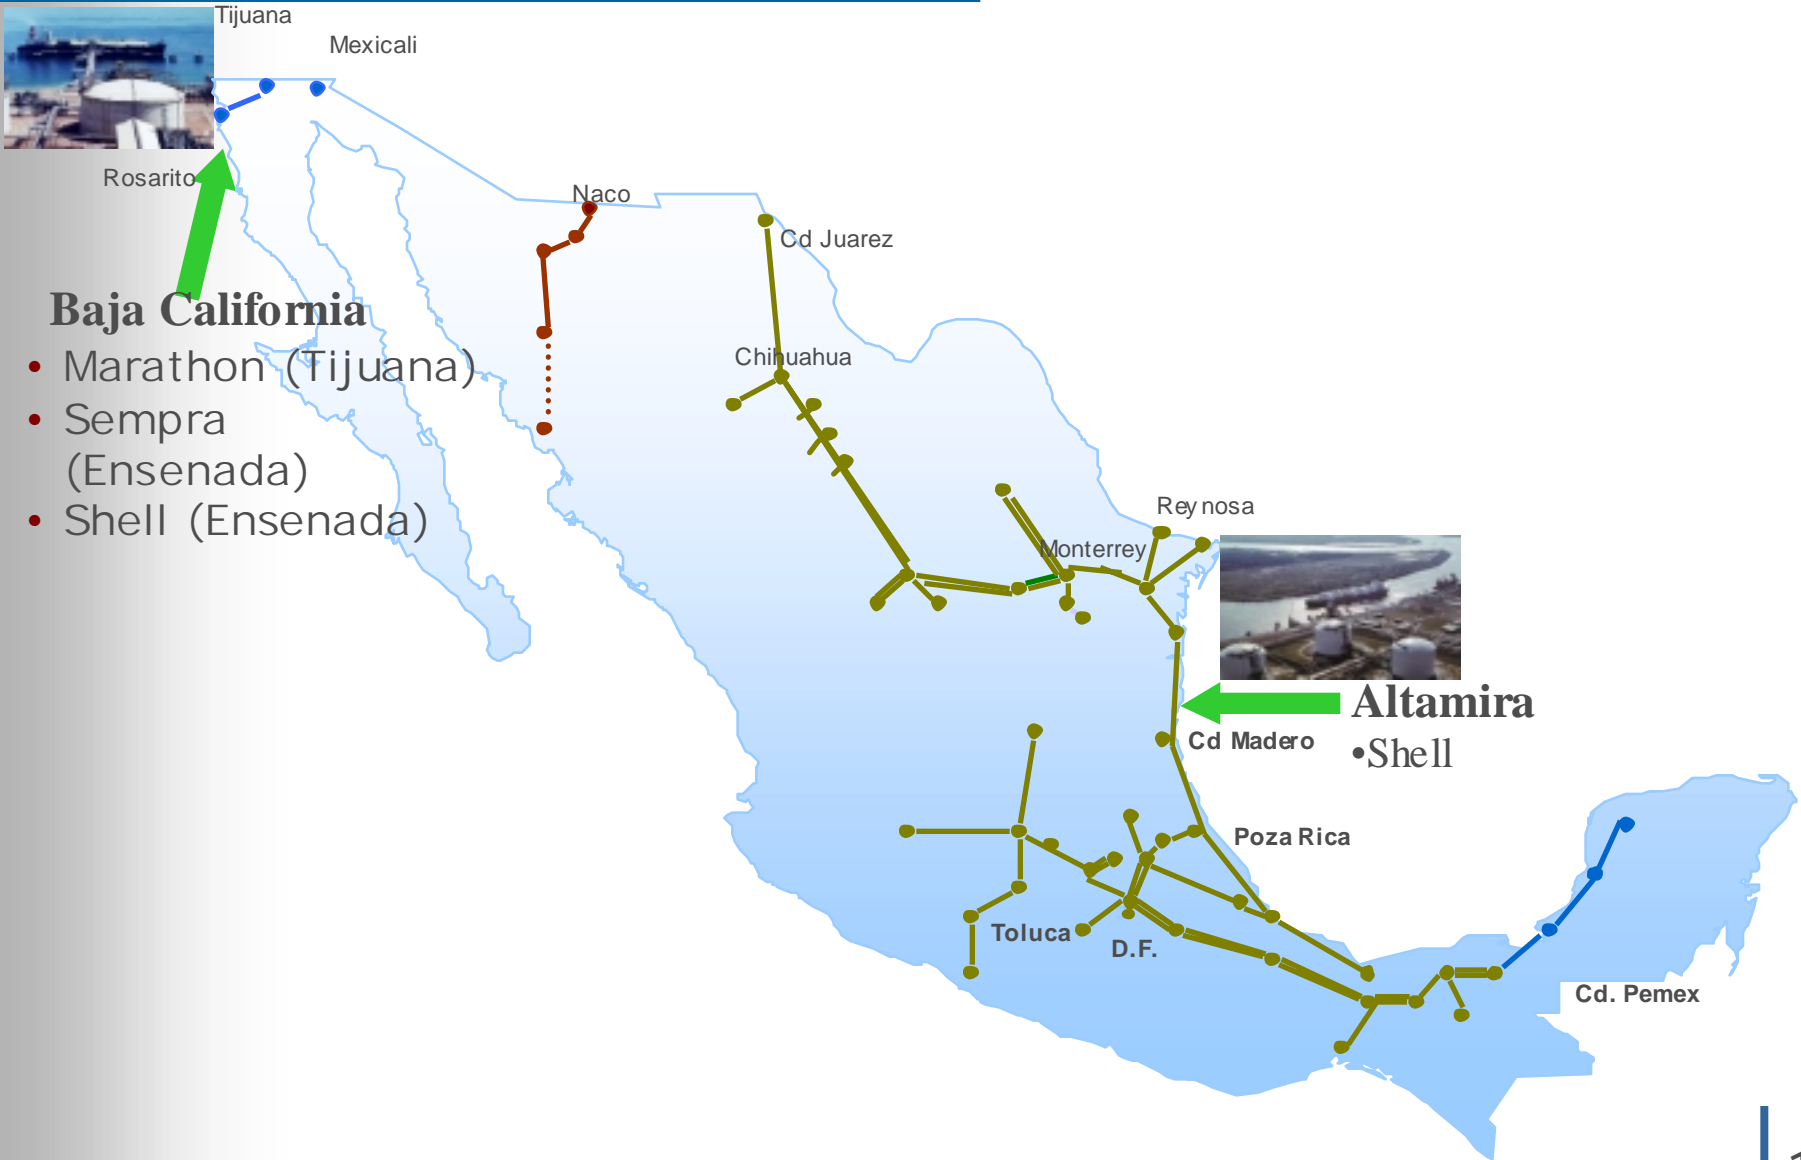 Tijuana
Mexicali
Rosarito
Naco
Cd Juarez
Baja California
• Marathon (Tijuana)
• Sempra
(Ensenada)
• Shell (Ensenada)
Chihuahua
Reynosa
Monterrey
Altamira
•Shell
Cd Madero
Poza Rica
Toluca
D.F.
Cd. Pemex